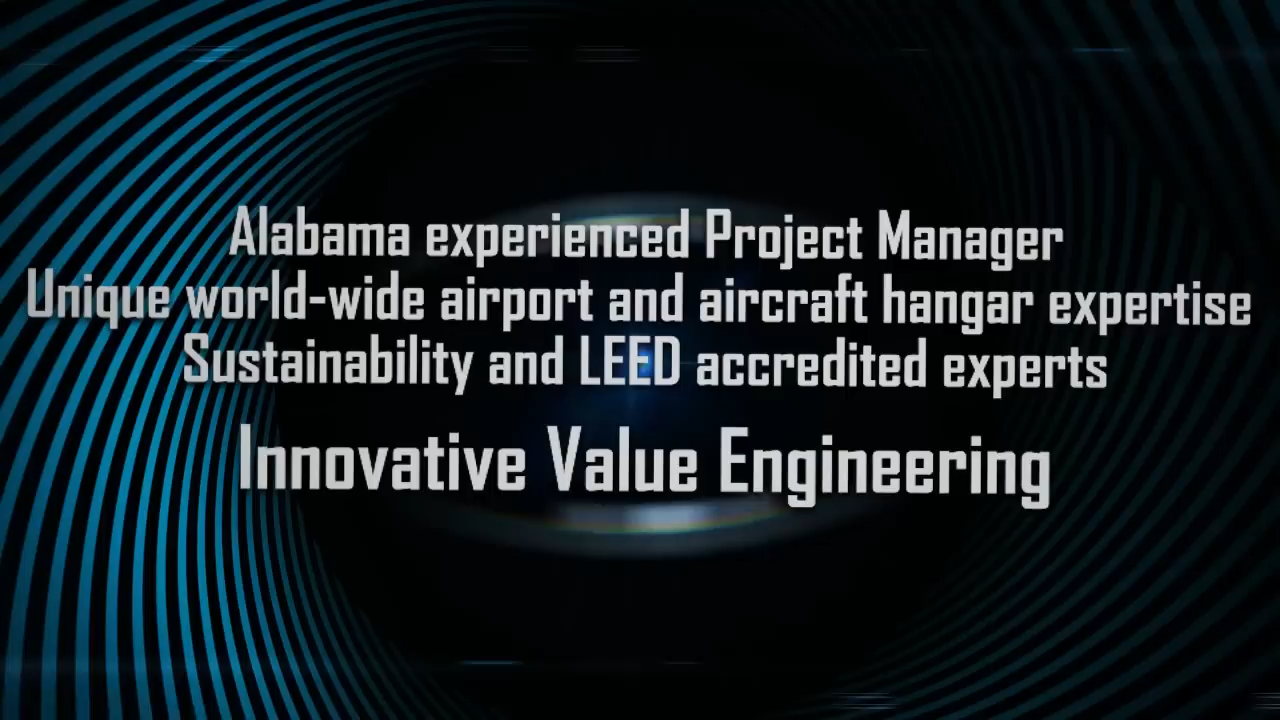 Alabama experienced Project Manager
Unique world-wide airport and aircraft hangar expertise
Sustainability and LEED accredited experts
Innovative Value Engineering